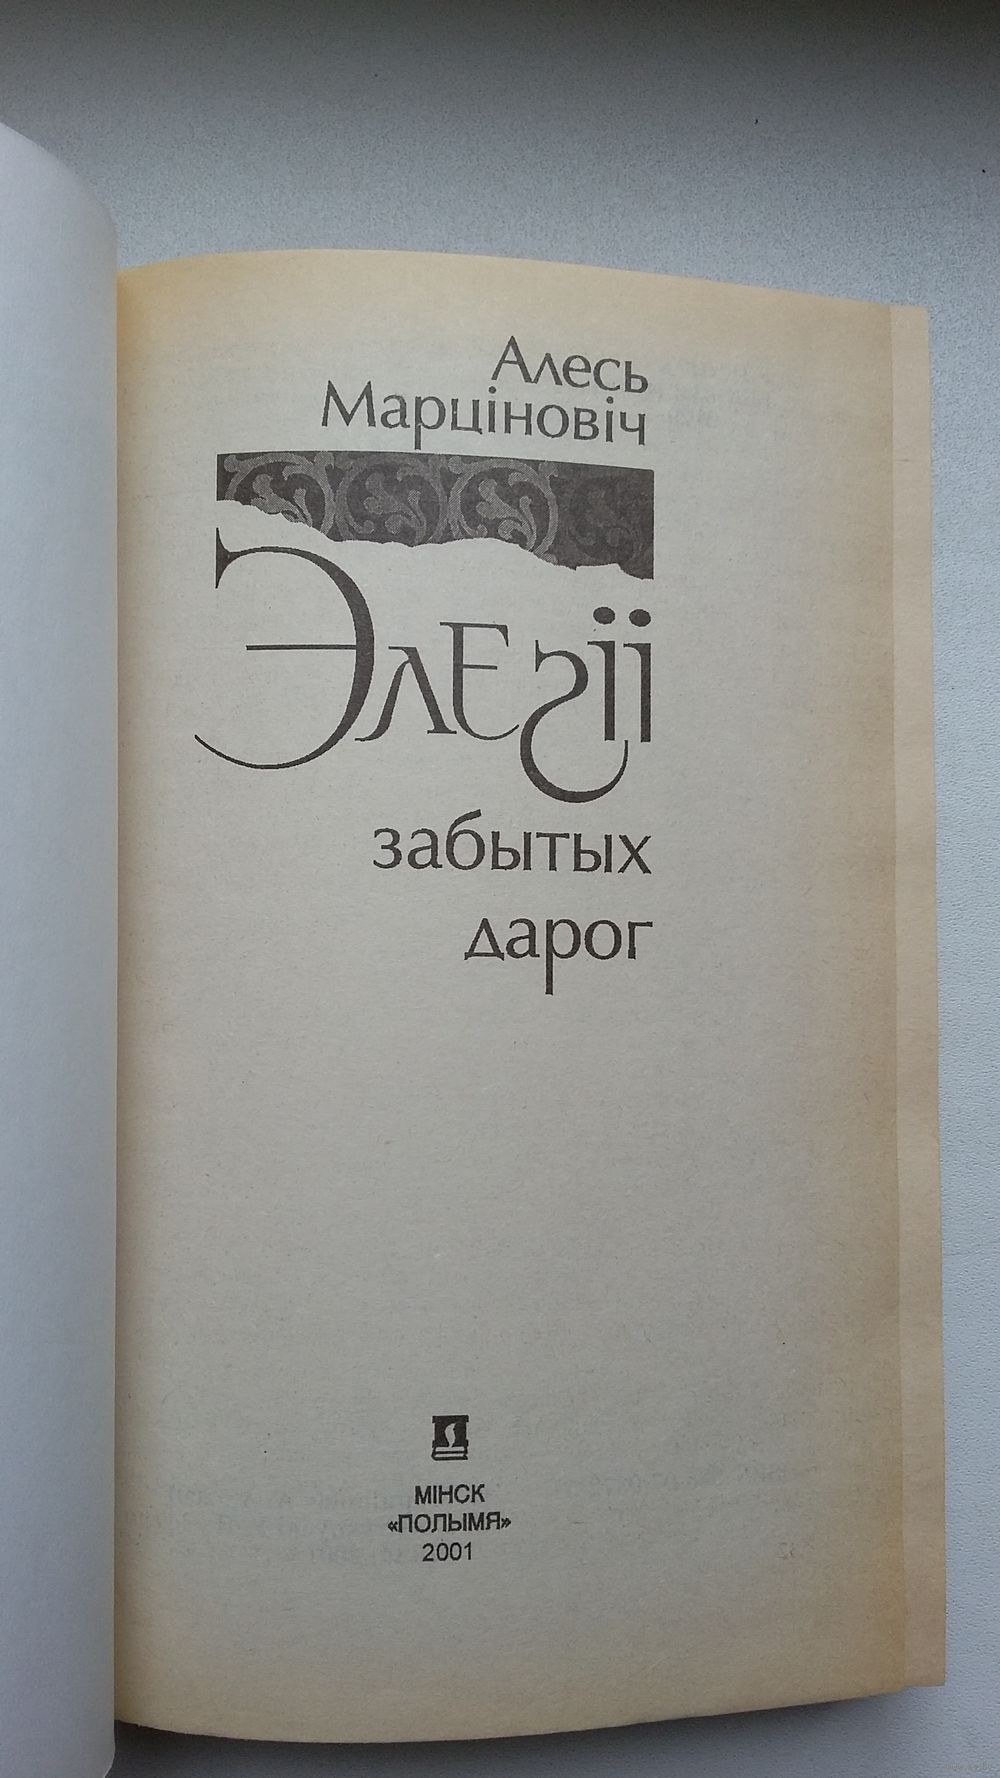 Алесь
Марціновіч
Элегіі
забытых
дарог
МІНСК
«ПОЛЫМЯ»
2001